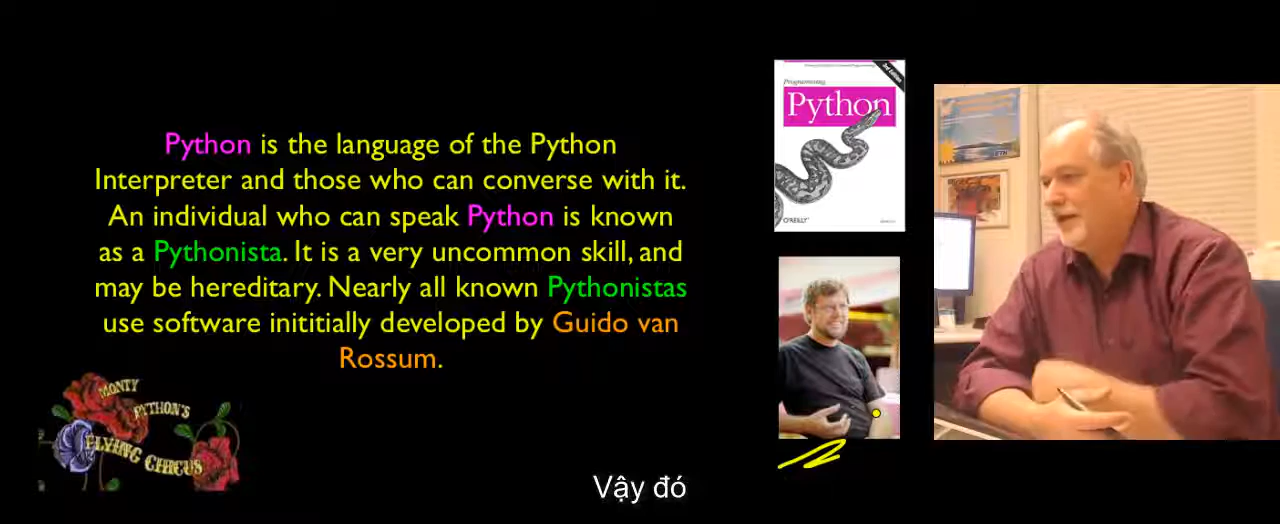 Python is the language of the Python
Interpreter and those who can converse with it.
An individual who can speak Python is known
as a Pythonista. It is a very uncommon skill, and
may be hereditary. Nearly all known Pythonistas
use software inititially developed by Guido van
Rossum.
MONTY
PYTHON'S
FLYING CIRCUS
3rd Edition
Programming
Python
O'REILLY
Vậy đó